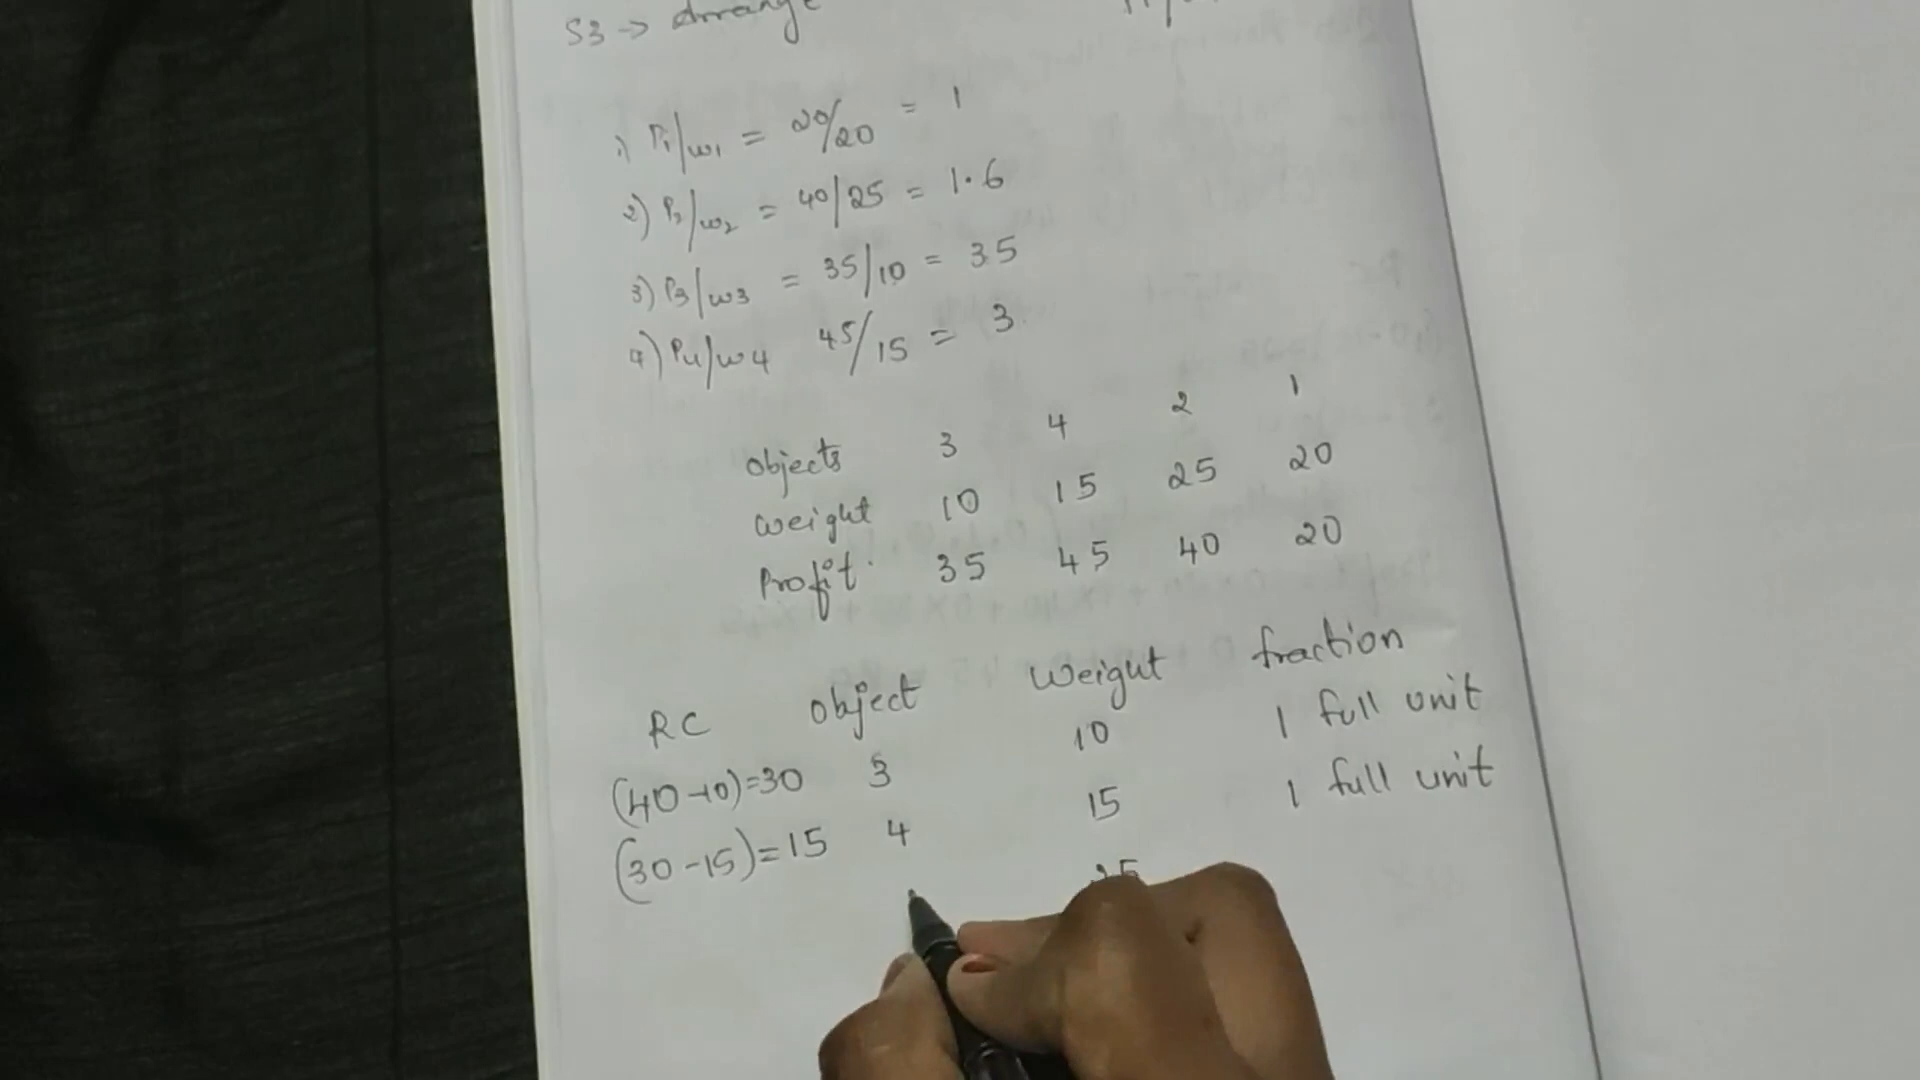 S3 -> Arrange
1) P1/w1 = 20/20 = 1
2) P2/w2 = 40/25 = 1.6
3) P3/w3 = 35/10 = 35
4) P4/w4 45/15 = 3
objects 3 4 2 1
weight 10 15 25 20
Profit. 35 45 40 20
RC object weight fraction
(40-10)=30 3 10 1 full unit
(30-15)=15 4 15 1 full unit
25